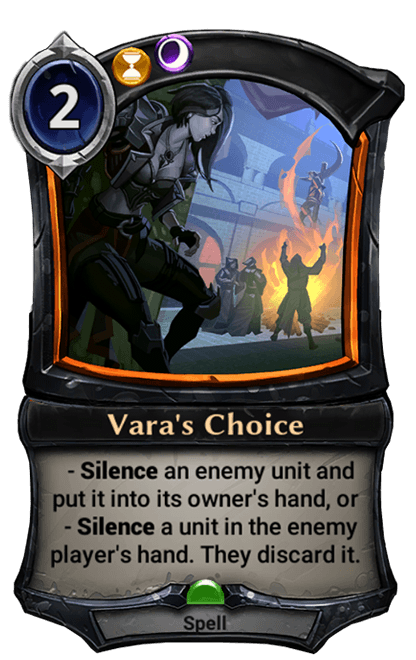 2
Vara's Choice
- Silence an enemy unit and
put it into its owner's hand, or
- Silence a unit in the enemy
player's hand. They discard it.
Spell